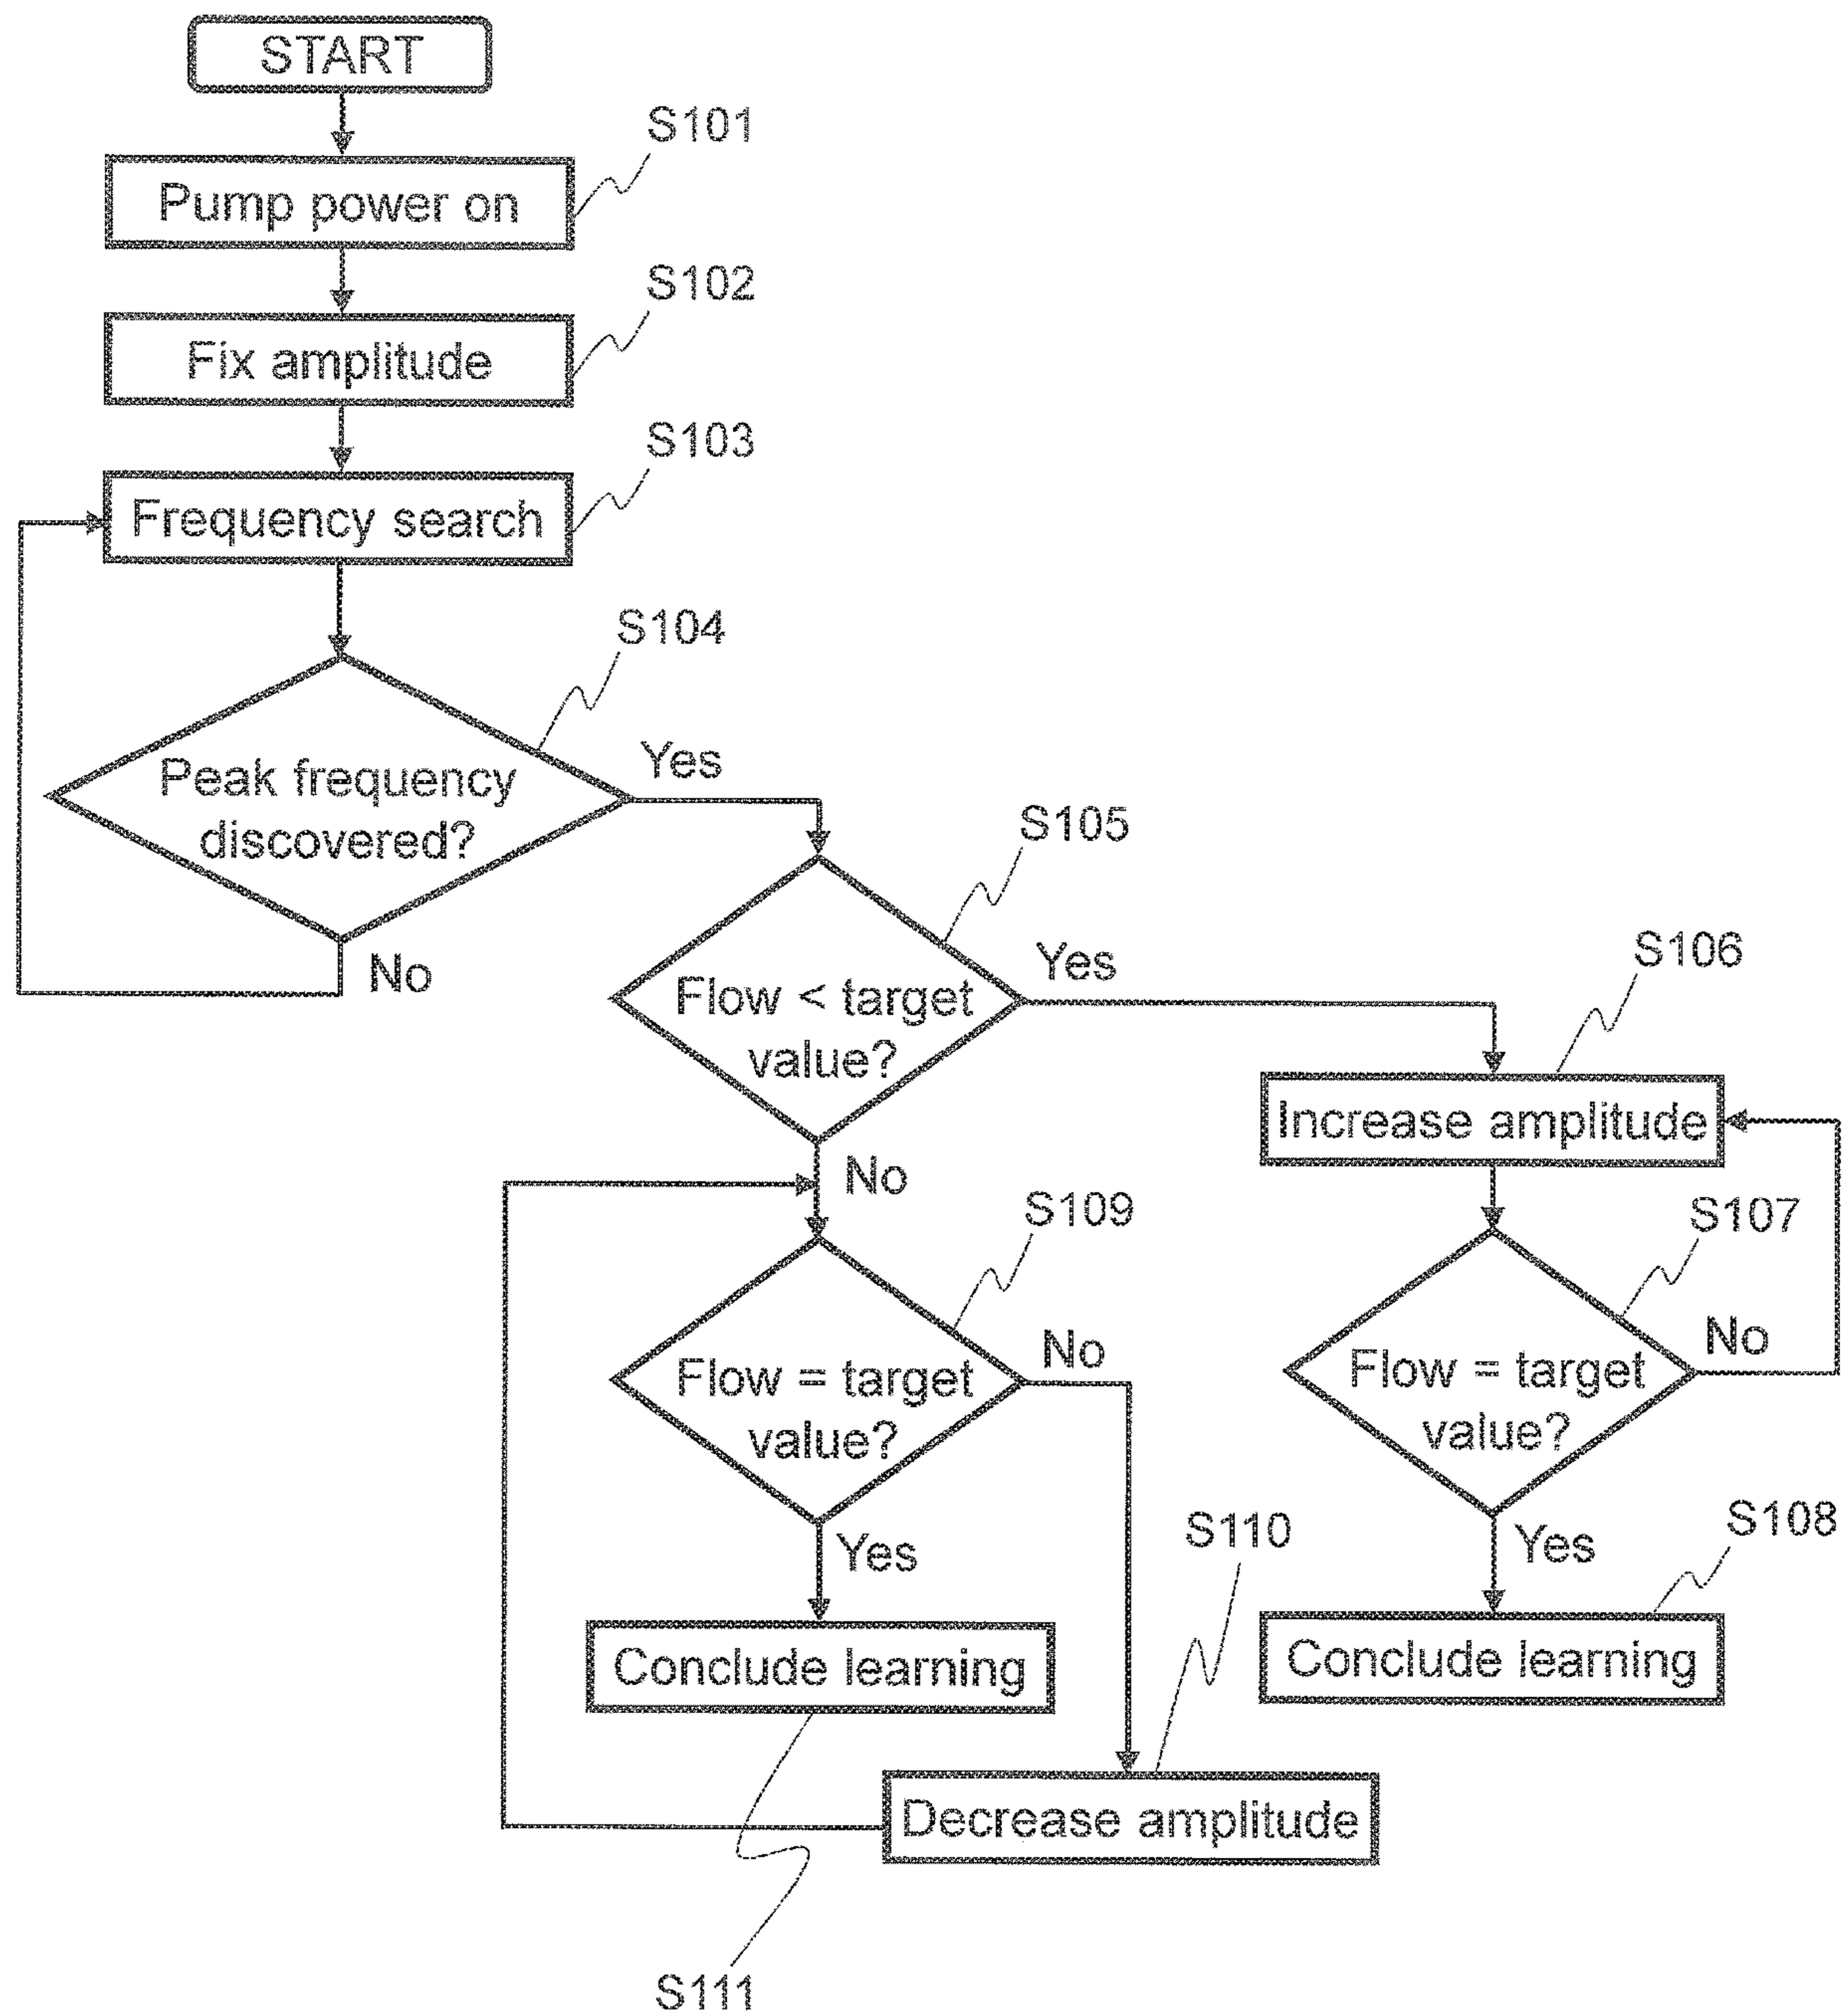 START
S101
Pump power on
S102
Fix amplitude
S103
Frequency search
S104
Peak frequency
discovered?
Yes
No
S105
Flow < target
value?
Yes
No
S106
Increase amplitude
S107
Flow = target
value?
No
Yes
S108
Conclude learning
S109
Flow = target
value?
No
Yes
S110
Conclude learning
Decrease amplitude
S111